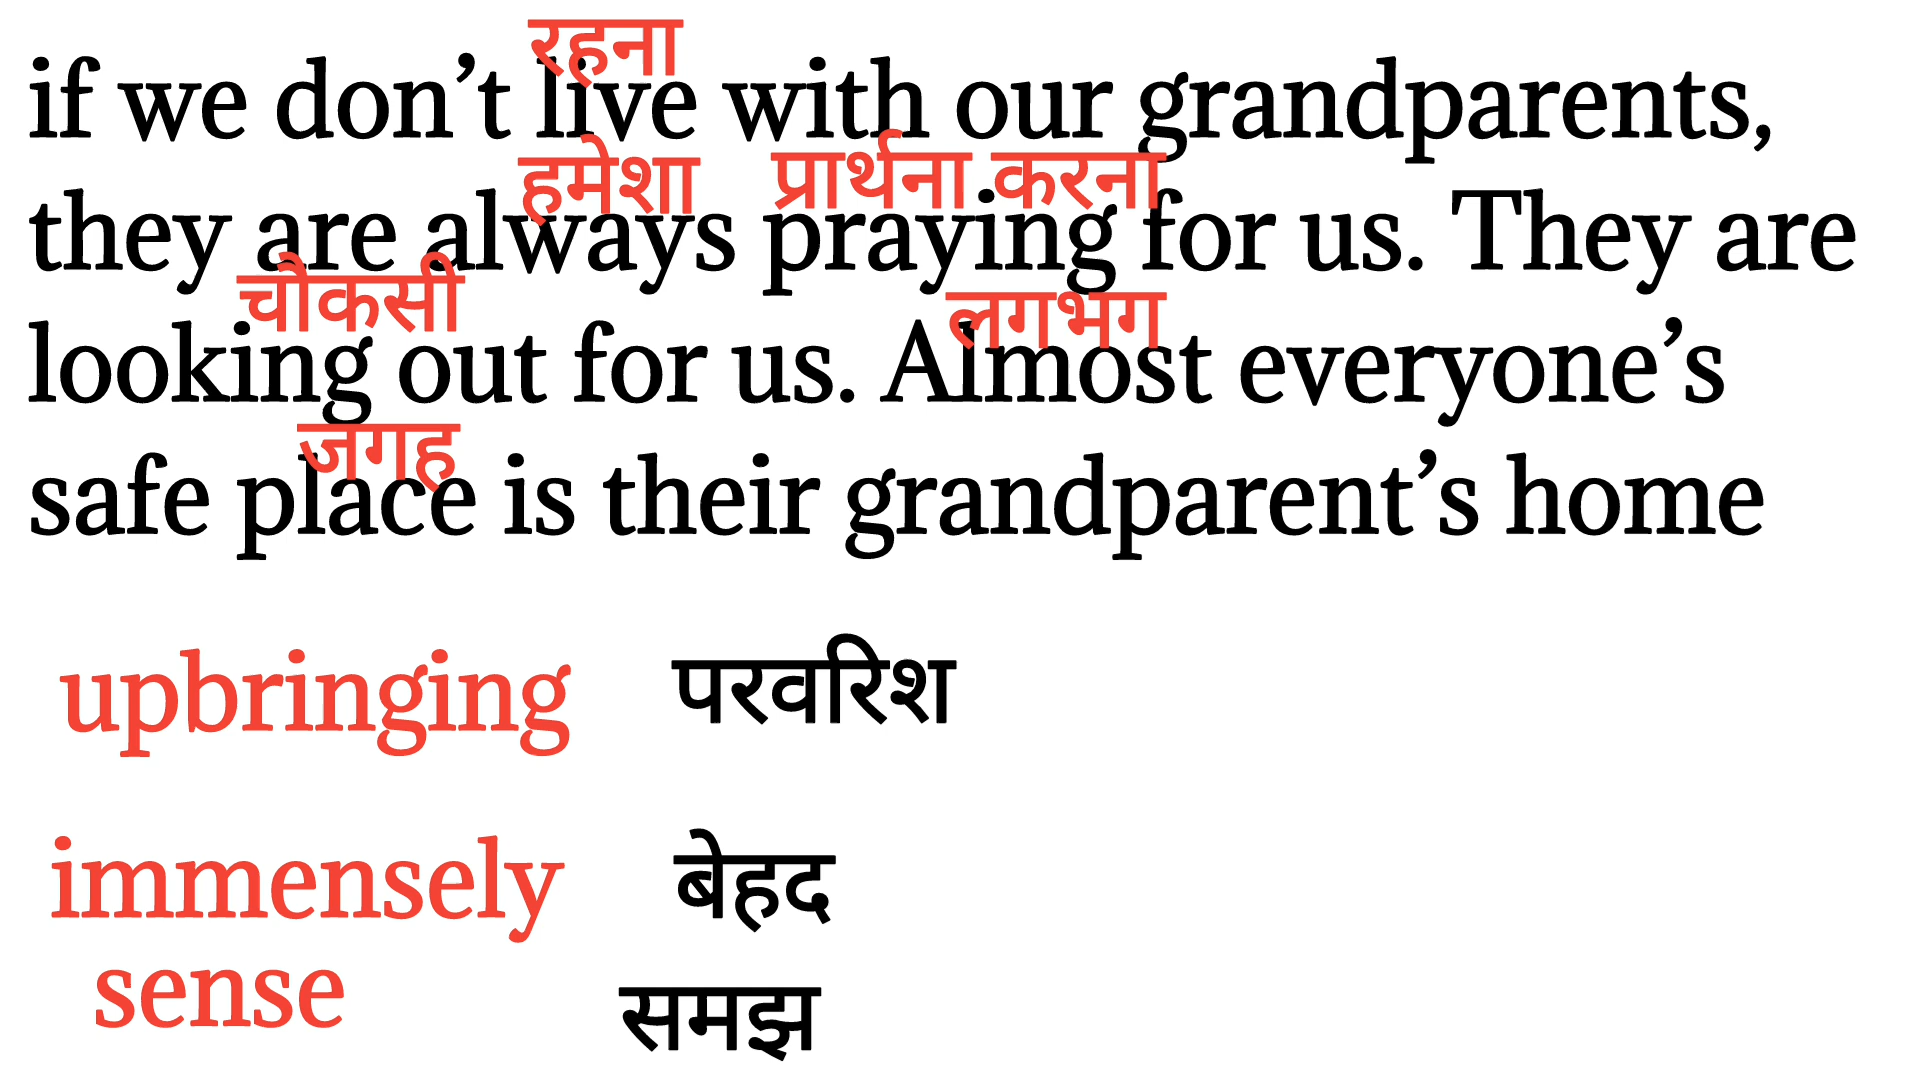 रहना
if we don’t live with our grandparents,
हमेशा प्रार्थना करना
they are always praying for us. They are
चौकसी लगभग
looking out for us. Almost everyone’s
जगह
safe place is their grandparent’s home
upbringing परवरिश
immensely बेहद
sense समझ